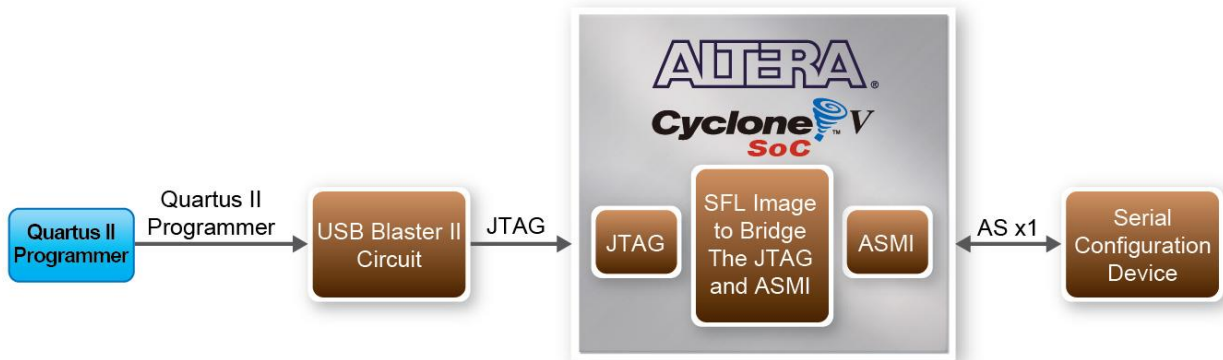 ALTERA®
Cyclone™ V
SoC
Quartus II
Programmer
Quartus II
Programmer
USB Blaster II
Circuit
JTAG
JTAG
SFL Image
to Bridge
The JTAG
and ASMI
ASMI
AS x1
Serial
Configuration
Device